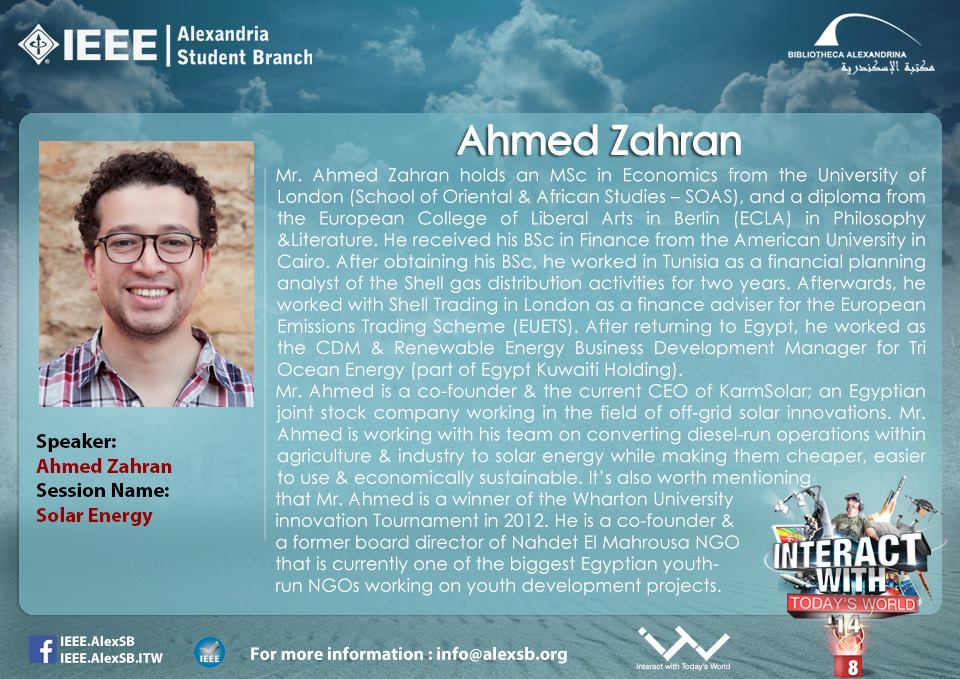 IEEE
Alexandria
Student Branch
BIBLIOTHECA ALEXANDRINA
مكتبة الإسكندرية
Ahmed Zahran
Mr. Ahmed Zahran holds an MSc in Economics from the University of
London (School of Oriental & African Studies – SOAS), and a diploma from
the European College of Liberal Arts in Berlin (ECLA) in Philosophy
&Literature. He received his BSc in Finance from the American University in
Cairo. After obtaining his BSc, he worked in Tunisia as a financial planning
analyst of the Shell gas distribution activities for two years. Afterwards, he
worked with Shell Trading in London as a finance adviser for the European
Emissions Trading Scheme (EUETS). After returning to Egypt, he worked as
the CDM & Renewable Energy Business Development Manager for Tri
Ocean Energy (part of Egypt Kuwaiti Holding).
Mr. Ahmed is a co-founder & the current CEO of KarmSolar; an Egyptian
joint stock company working in the field of off-grid solar innovations. Mr.
Ahmed is working with his team on converting diesel-run operations within
agriculture & industry to solar energy while making them cheaper, easier
to use & economically sustainable. It's also worth mentioning
that Mr. Ahmed is a winner of the Wharton University
innovation Tournament in 2012. He is a co-founder &
a former board director of Nahdet El Mahrousa NGO
that is currently one of the biggest Egyptian youth-
run NGOs working on youth development projects.
Speaker:
Ahmed Zahran
Session Name:
Solar Energy
INTERACT
WITH
TODAY'S WORLD
'14
8
IEEE.AlexSB
IEEE.AlexSB.ITW
IEEE
For more information : info@alexsb.org
Interact with Today's World